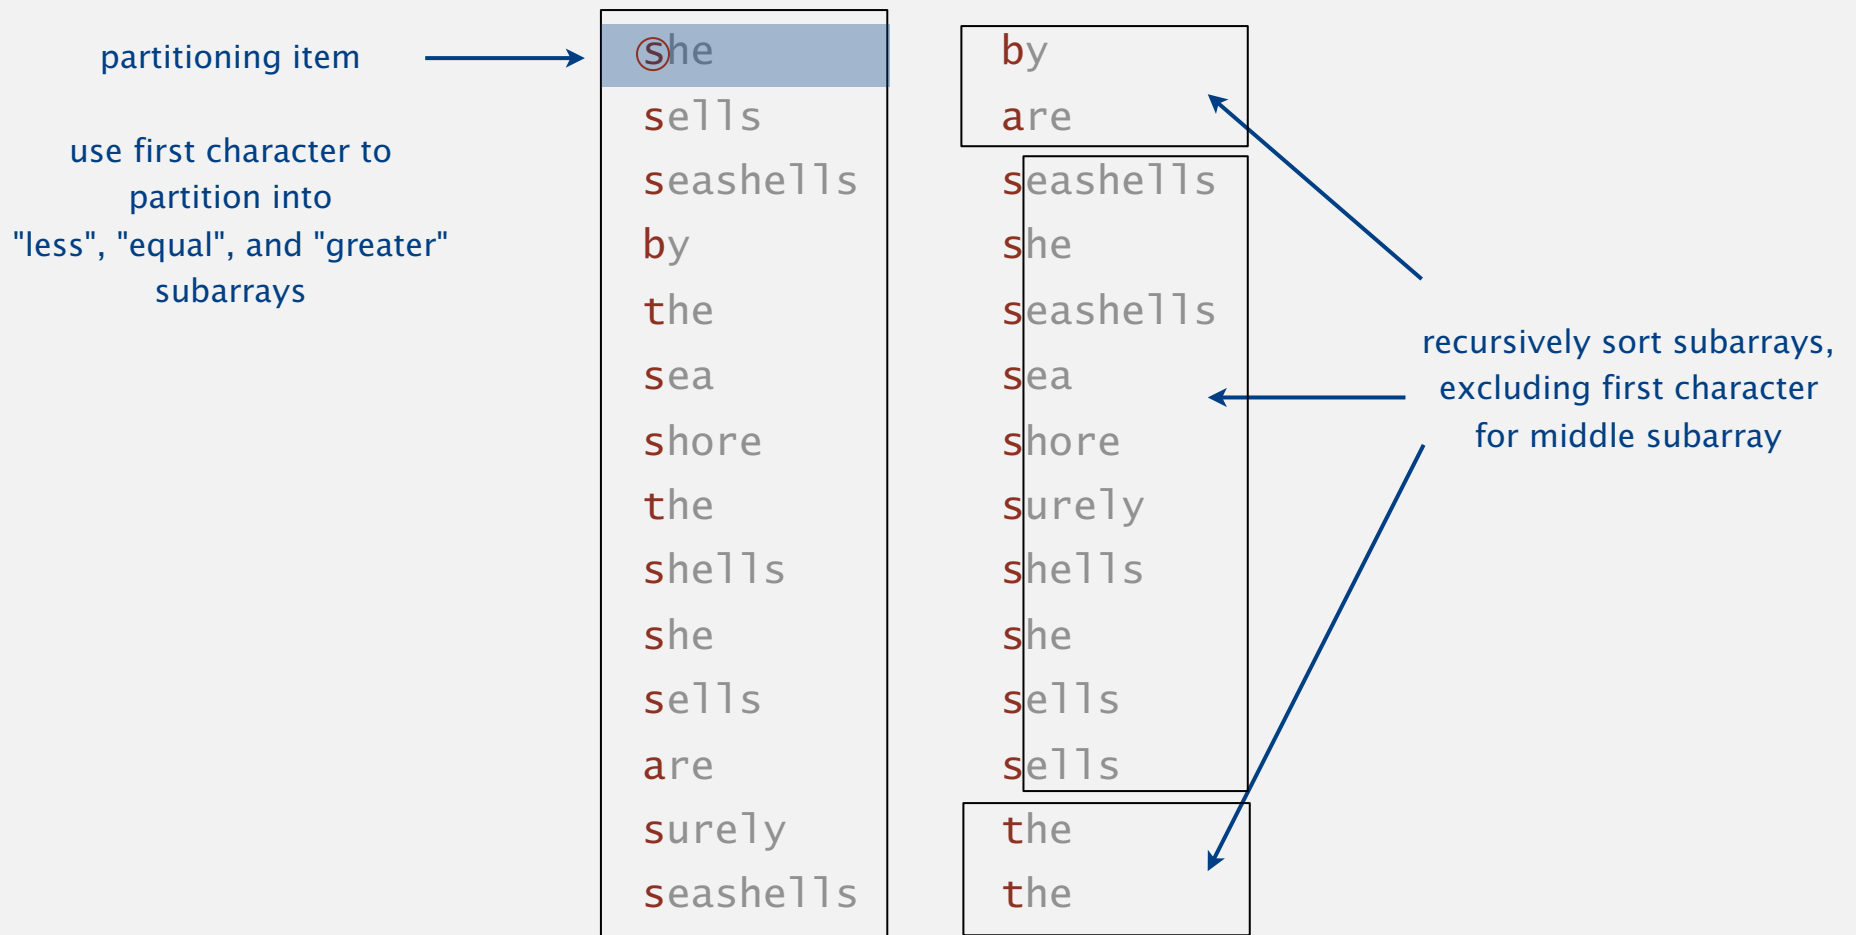 partitioning item
use first character to
partition into
"less", "equal", and "greater"
subarrays
she
sells
seashells
by
the
sea
shore
the
shells
she
sells
are
surely
seashells
by
are
seashells
she
seashells
sea
shore
surely
shells
she
sells
sells
the
the
recursively sort subarrays,
excluding first character
for middle subarray